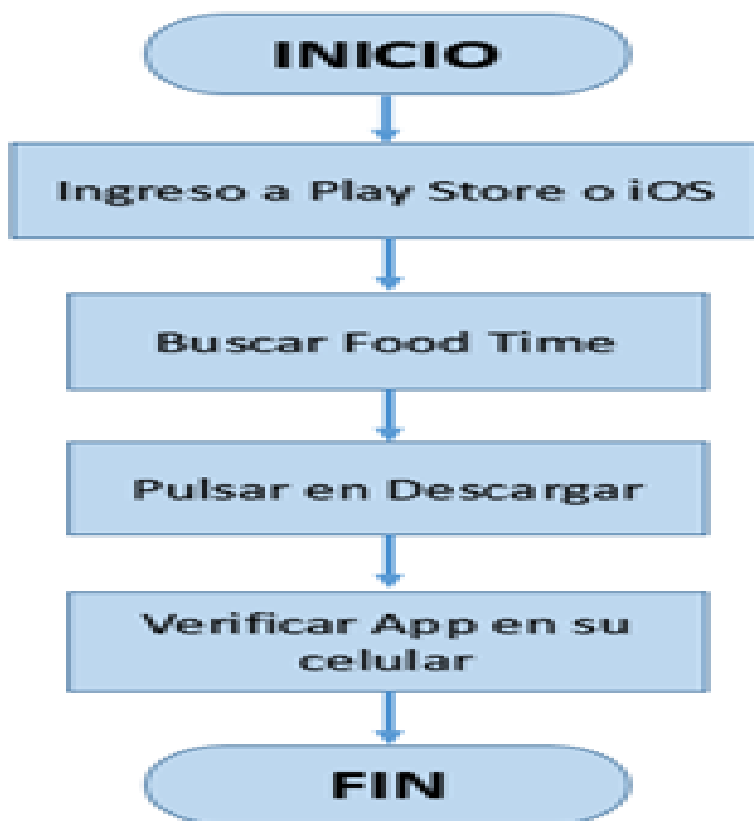 INICIO
Ingreso a Play Store o iOS
Buscar Food Time
Pulsar en Descargar
Verificar App en su
celular
FIN